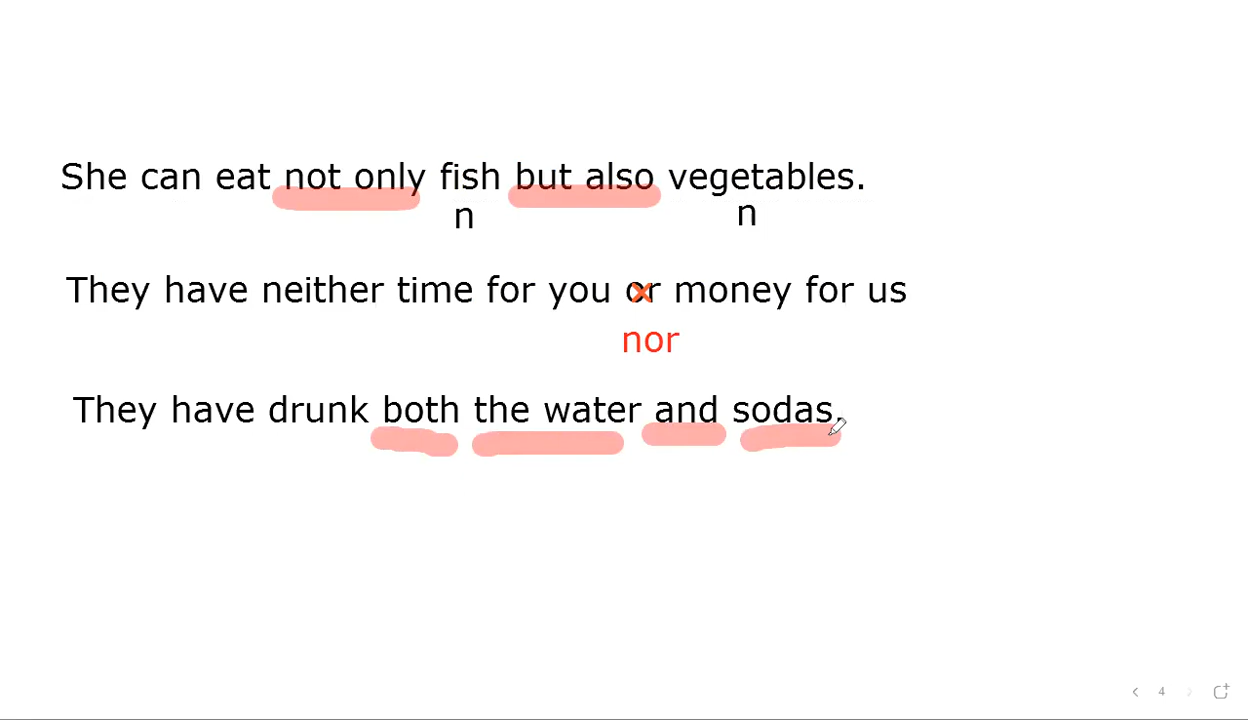 She can eat not only fish but also vegetables.
n n
They have neither time for you or money for us
nor
They have drunk both the water and sodas.
4